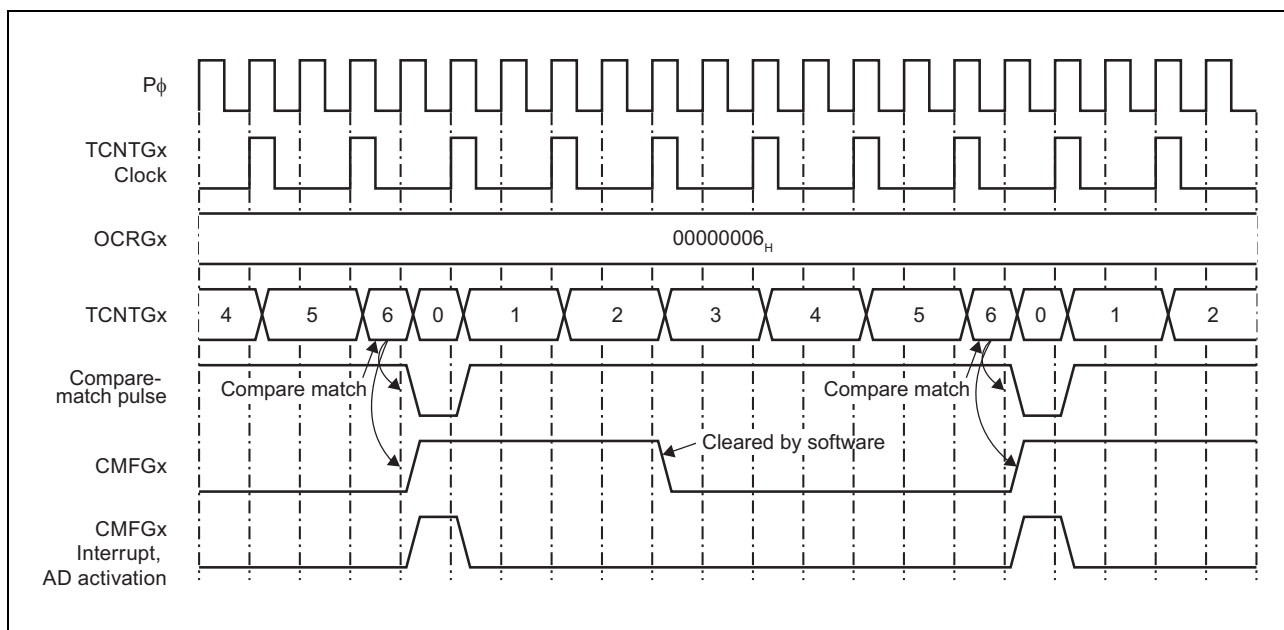 Pϕ
TCNTGx
Clock
OCRGx
00000006H
TCNTGx
4 5 6 0 1 2 3 4 5 6 0 1 2
Compare-
match pulse
Compare match
Compare match
CMFGx
Cleared by software
CMFGx
Interrupt,
AD activation